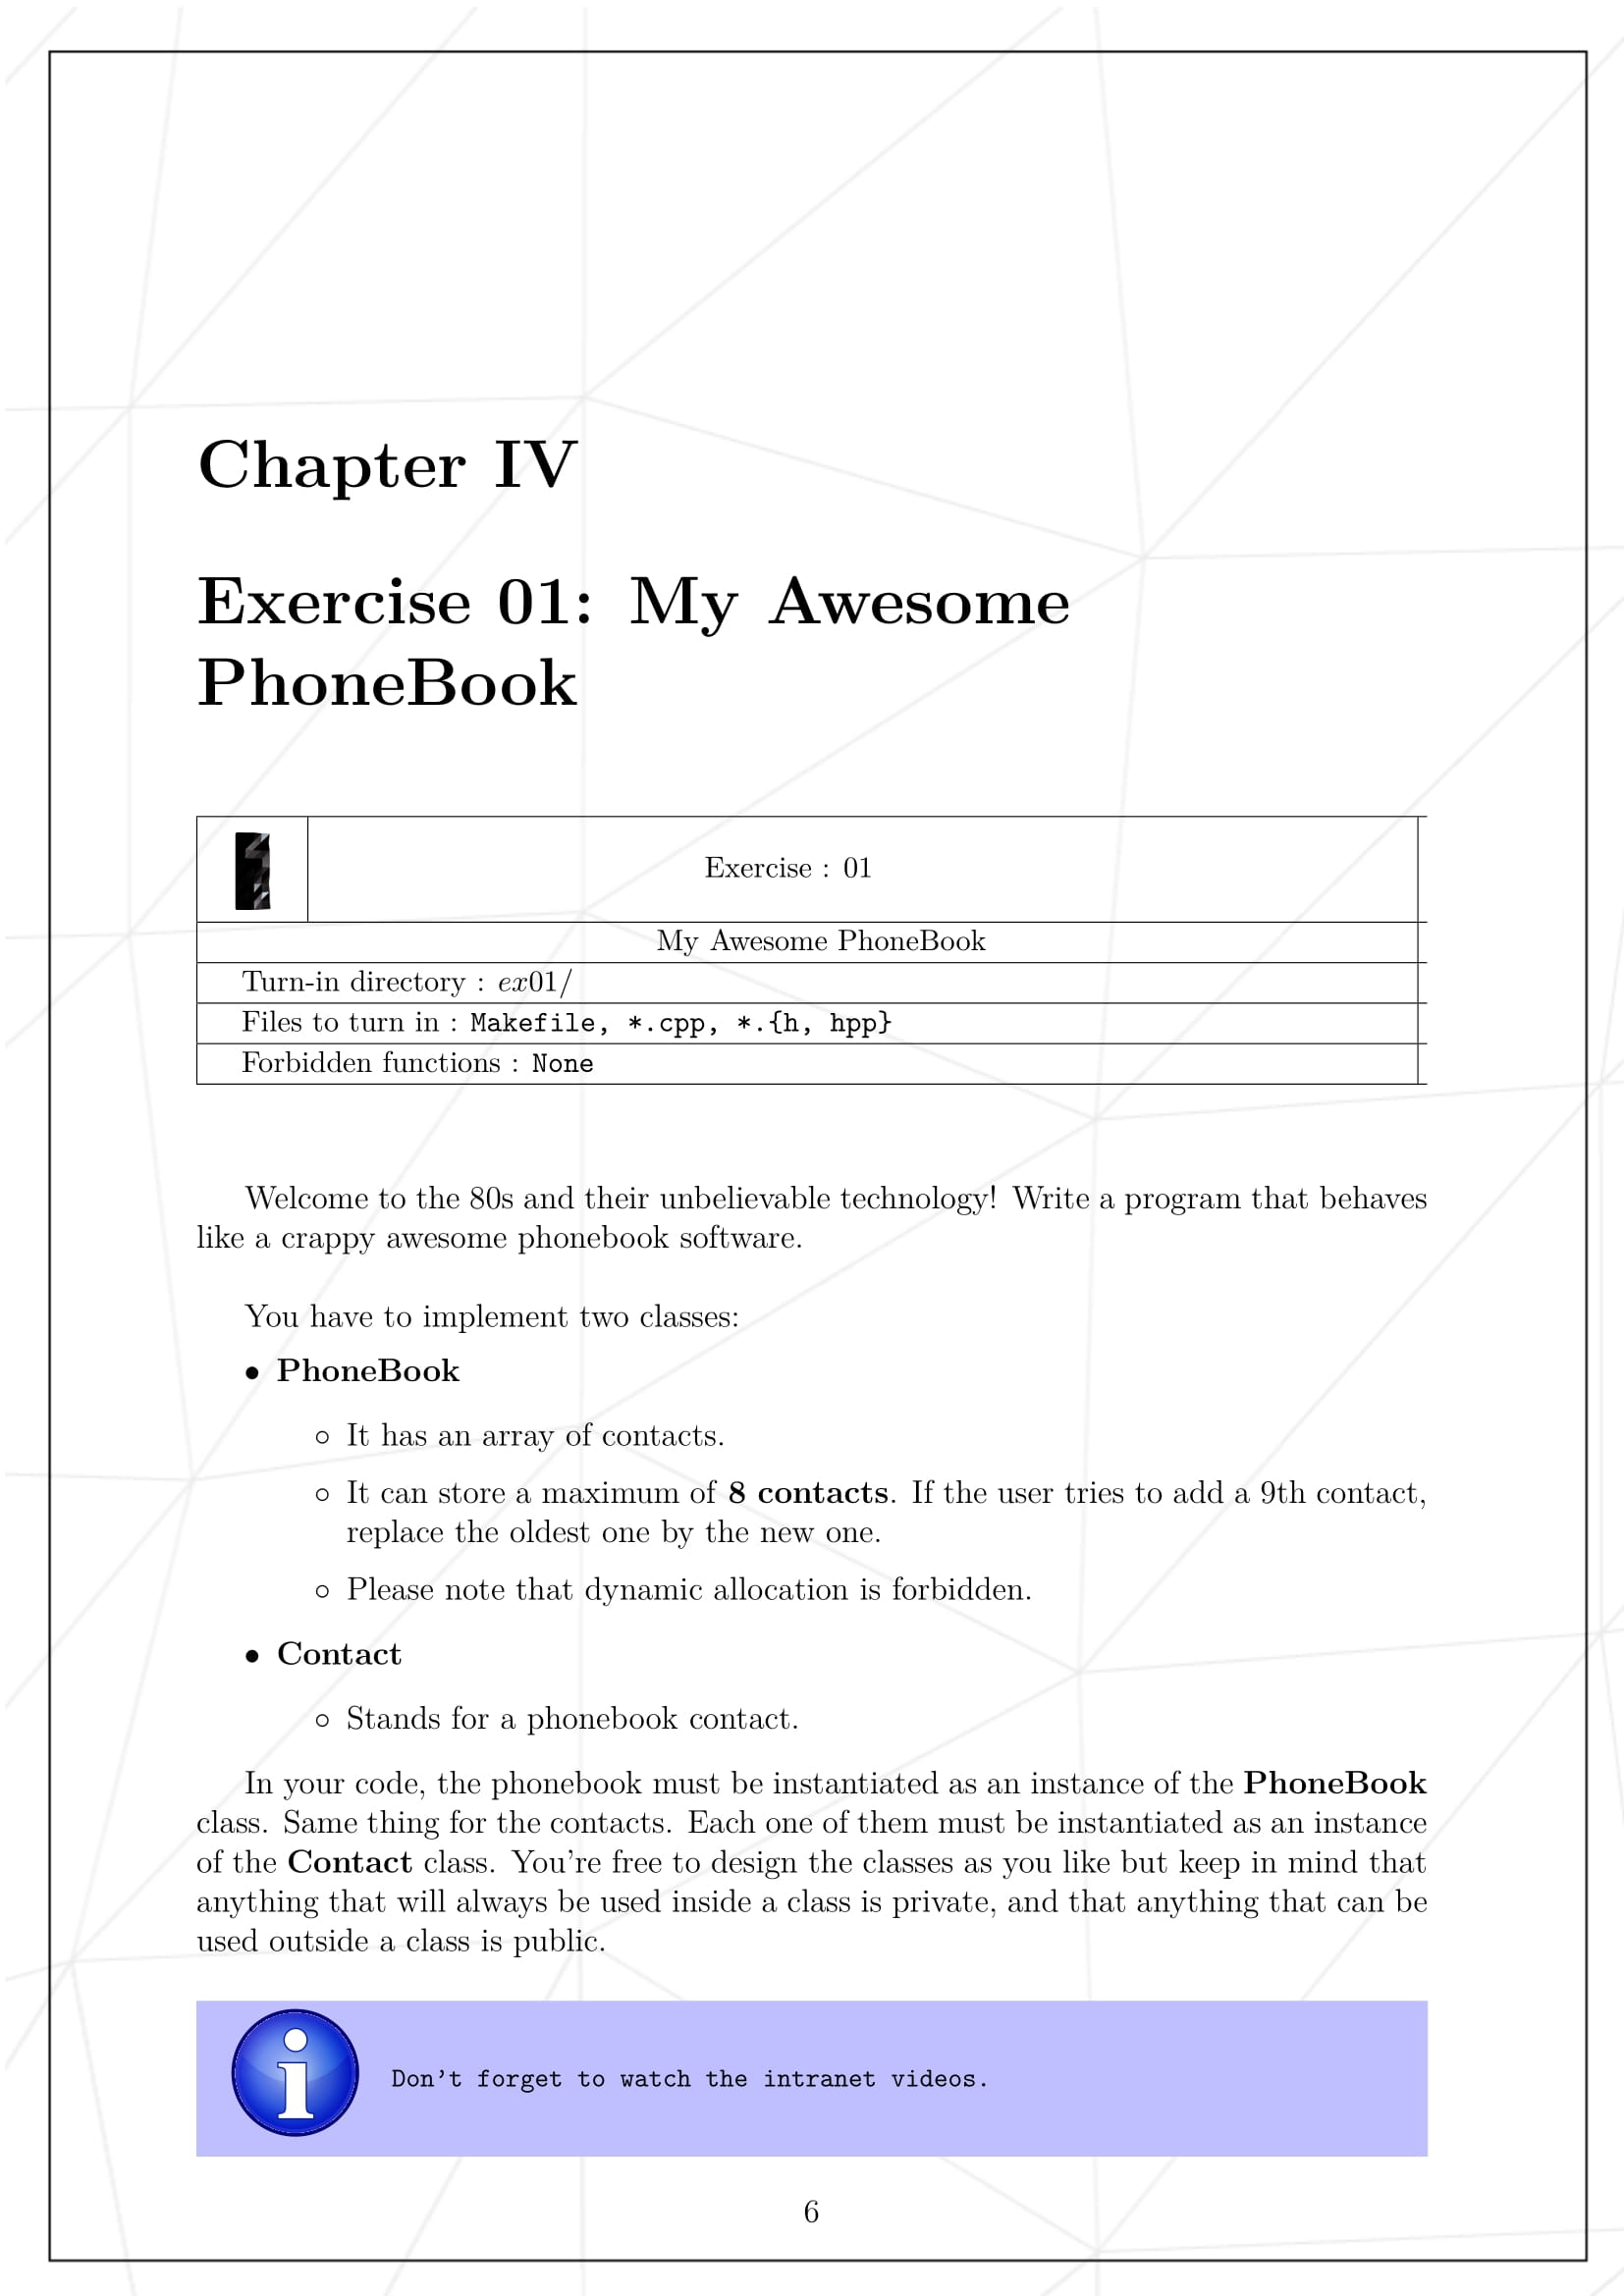 Chapter IV
Exercise 01: My Awesome
PhoneBook
Exercise : 01
My Awesome PhoneBook
Turn-in directory : ex01/
Files to turn in : Makefile, *.cpp, *.{h, hpp}
Forbidden functions : None
Welcome to the 80s and their unbelievable technology! Write a program that behaves
like a crappy awesome phonebook software.
You have to implement two classes:
• PhoneBook
◦ It has an array of contacts.
◦ It can store a maximum of 8 contacts. If the user tries to add a 9th contact,
replace the oldest one by the new one.
◦ Please note that dynamic allocation is forbidden.
• Contact
◦ Stands for a phonebook contact.
In your code, the phonebook must be instantiated as an instance of the PhoneBook
class. Same thing for the contacts. Each one of them must be instantiated as an instance
of the Contact class. You're free to design the classes as you like but keep in mind that
anything that will always be used inside a class is private, and that anything that can be
used outside a class is public.
Don't forget to watch the intranet videos.
6